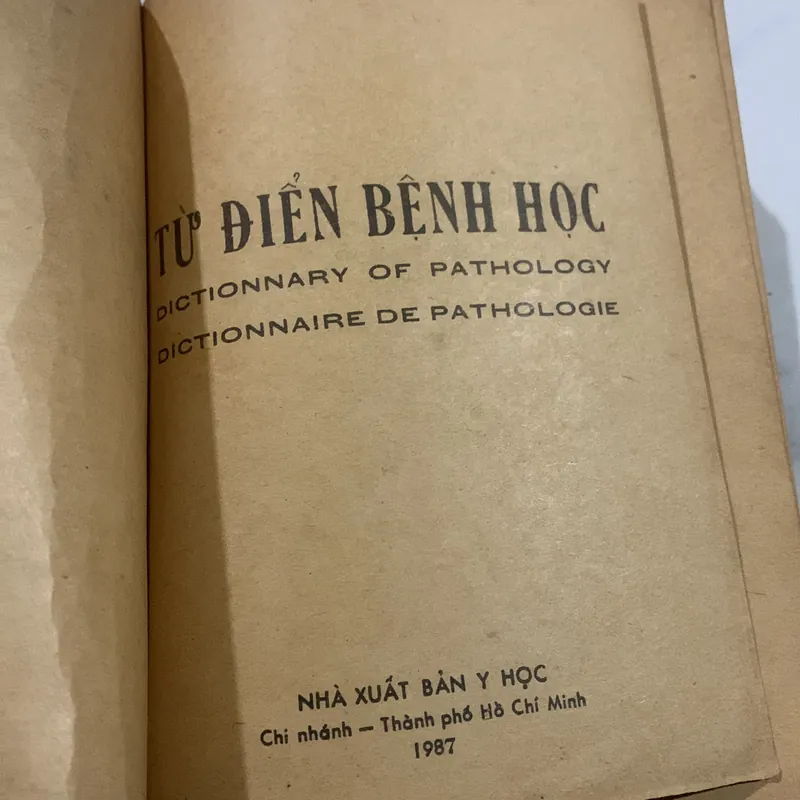 TỪ ĐIỂN BỆNH HỌC
DICTIONNARY OF PATHOLOGY
DICTIONNAIRE DE PATHOLOGIE
NHÀ XUẤT BẢN Y HỌC
Chi nhánh — Thành phố Hồ Chí Minh
1987